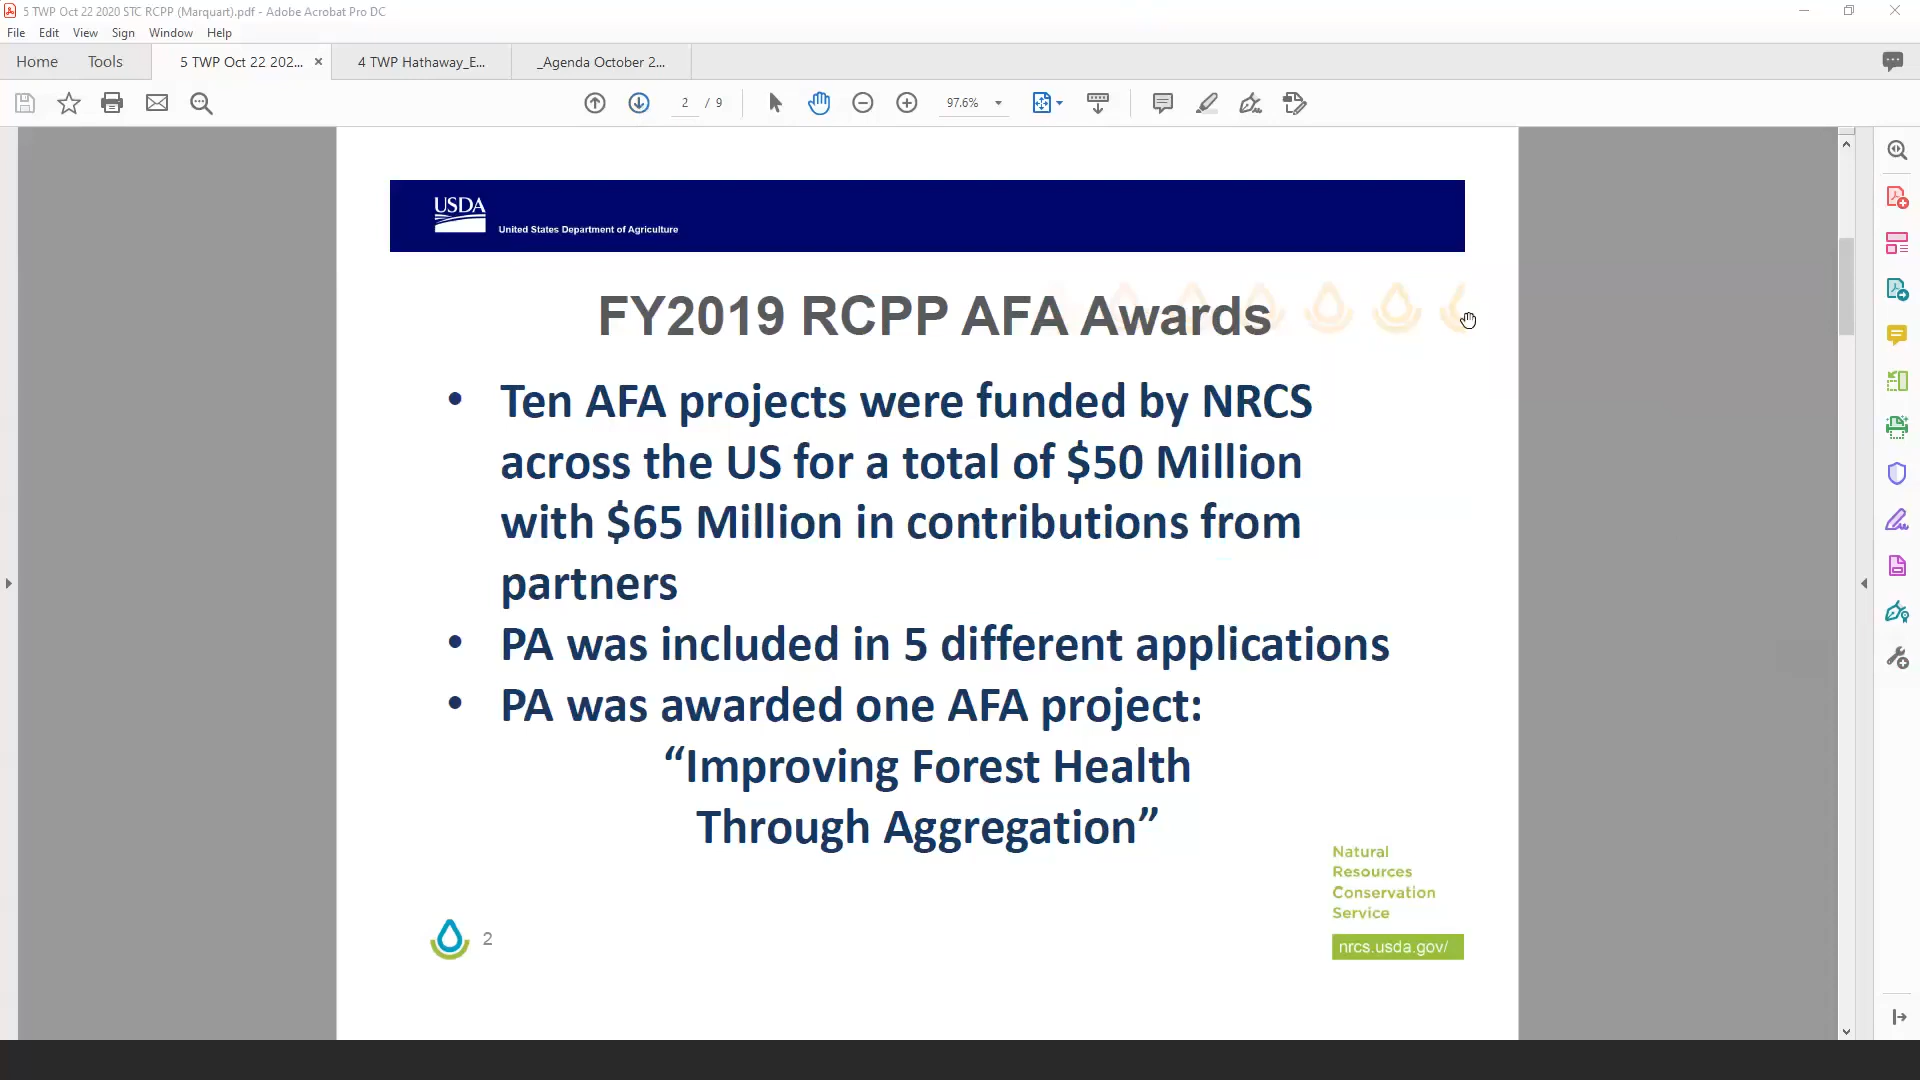 5 TWP Oct 22 2020 STC RCPP (Marquart).pdf - Adobe Acrobat Pro DC
File Edit View Sign Window Help
Home Tools 5 TWP Oct 22 202... × 4 TWP Hathaway_E... _Agenda October 2...
2 / 9 97.6%
USDA
United States Department of Agriculture
FY2019 RCPP AFA Awards
• Ten AFA projects were funded by NRCS
across the US for a total of $50 Million
with $65 Million in contributions from
partners
• PA was included in 5 different applications
• PA was awarded one AFA project:
“Improving Forest Health
Through Aggregation”
Natural
Resources
Conservation
Service
nrcs.usda.gov/
2